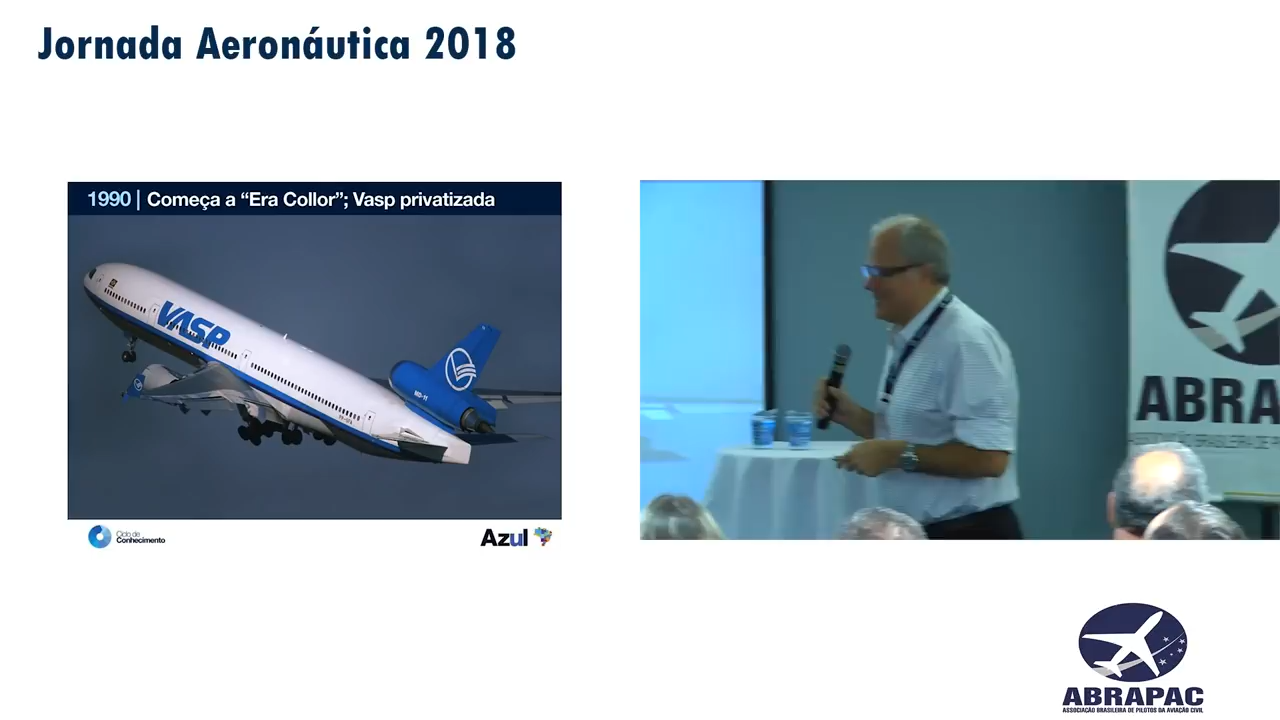 Jornada Aeronáutica 2018
1990 | Começa a “Era Collor”; Vasp privatizada
VASP
MD-11
Ciclo de
Conhecimento
Azul
ABRA
ABRAPAC
ASSOCIAÇÃO BRASILEIRA DE PILOTOS DA AVIAÇÃO CIVIL